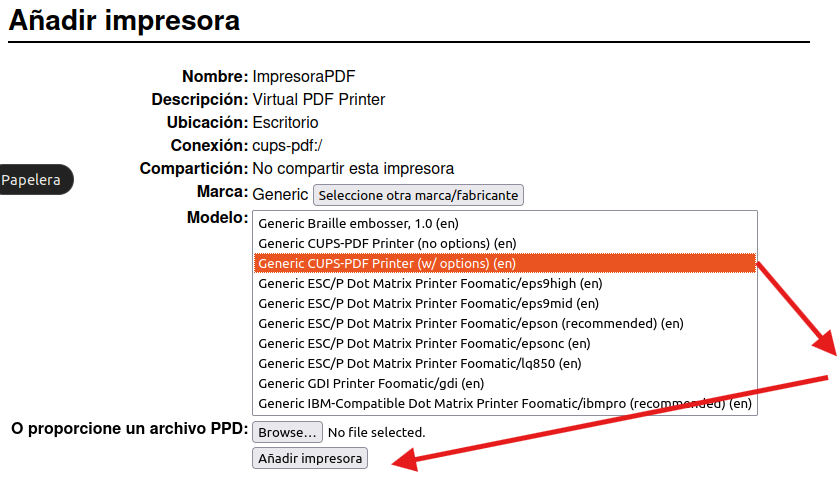 Añadir impresora
Nombre: ImpresoraPDF
Descripción: Virtual PDF Printer
Ubicación: Escritorio
Conexión: cups-pdf:/
Compartición: No compartir esta impresora
Papelera
Marca: Generic Seleccione otra marca/fabricante
Modelo:
Generic Braille embosser, 1.0 (en)
Generic CUPS-PDF Printer (no options) (en)
Generic CUPS-PDF Printer (w/ options) (en)
Generic ESC/P Dot Matrix Printer Foomatic/eps9high (en)
Generic ESC/P Dot Matrix Printer Foomatic/eps9mid (en)
Generic ESC/P Dot Matrix Printer Foomatic/epson (recommended) (en)
Generic ESC/P Dot Matrix Printer Foomatic/epsonc (en)
Generic ESC/P Dot Matrix Printer Foomatic/lq850 (en)
Generic GDI Printer Foomatic/gdi (en)
Generic IBM-Compatible Dot Matrix Printer Foomatic/ibmpro (recommended) (en)
O proporcione un archivo PPD: Browse... No file selected.
Añadir impresora